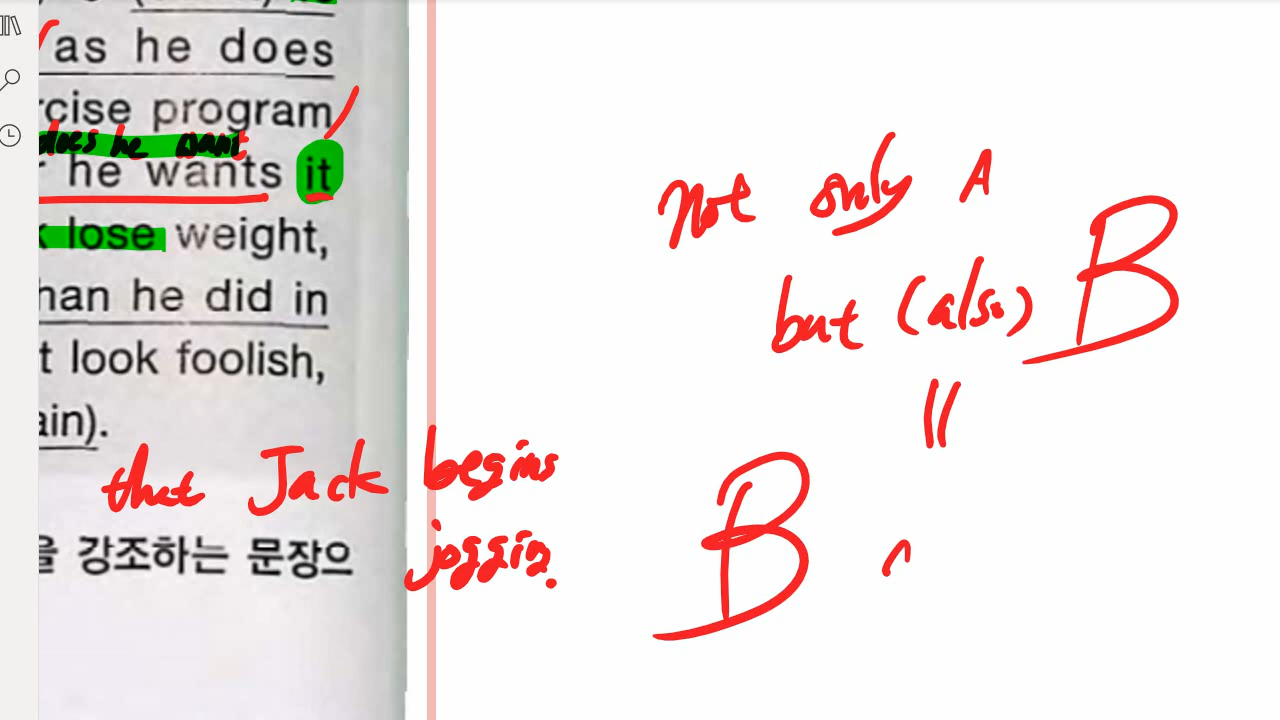 as he does
rcise program
does he want
he wants it
lose weight,
han he did in
t look foolish,
ain).
that Jack begins
joggin.
을 강조하는 문장으
Not only A
but (also) B
=
B